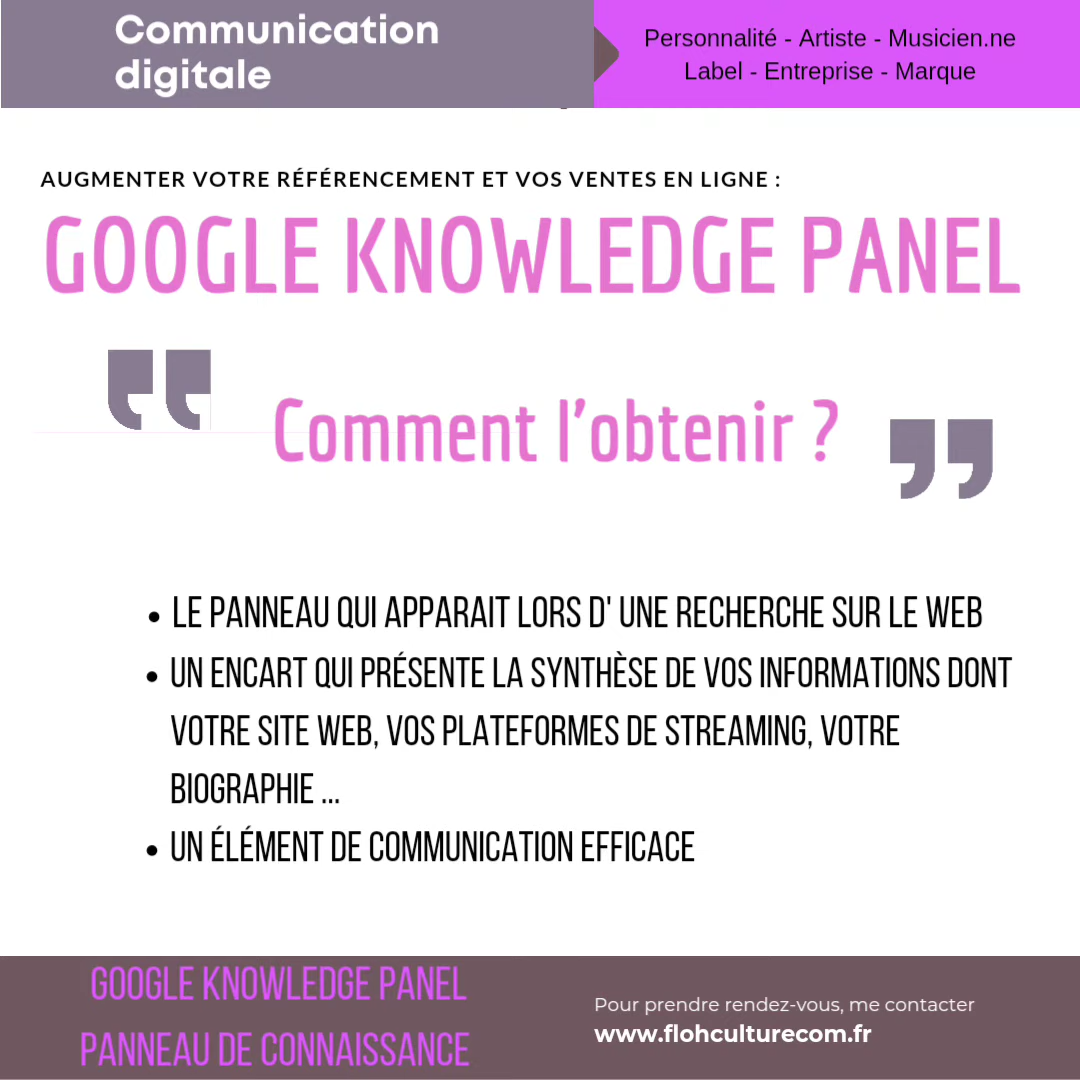 Communication
digitale
Personnalité - Artiste - Musicien.ne
Label - Entreprise - Marque
AUGMENTER VOTRE RÉFÉRENCEMENT ET VOS VENTES EN LIGNE :
GOOGLE KNOWLEDGE PANEL
“
Comment l’obtenir ?
”
• LE PANNEAU QUI APPARAIT LORS D' UNE RECHERCHE SUR LE WEB
• UN ENCART QUI PRÉSENTE LA SYNTHÈSE DE VOS INFORMATIONS DONT
VOTRE SITE WEB, VOS PLATEFORMES DE STREAMING, VOTRE
BIOGRAPHIE ...
• UN ÉLÉMENT DE COMMUNICATION EFFICACE
GOOGLE KNOWLEDGE PANEL
PANNEAU DE CONNAISSANCE
Pour prendre rendez-vous, me contacter
www.flohculturecom.fr